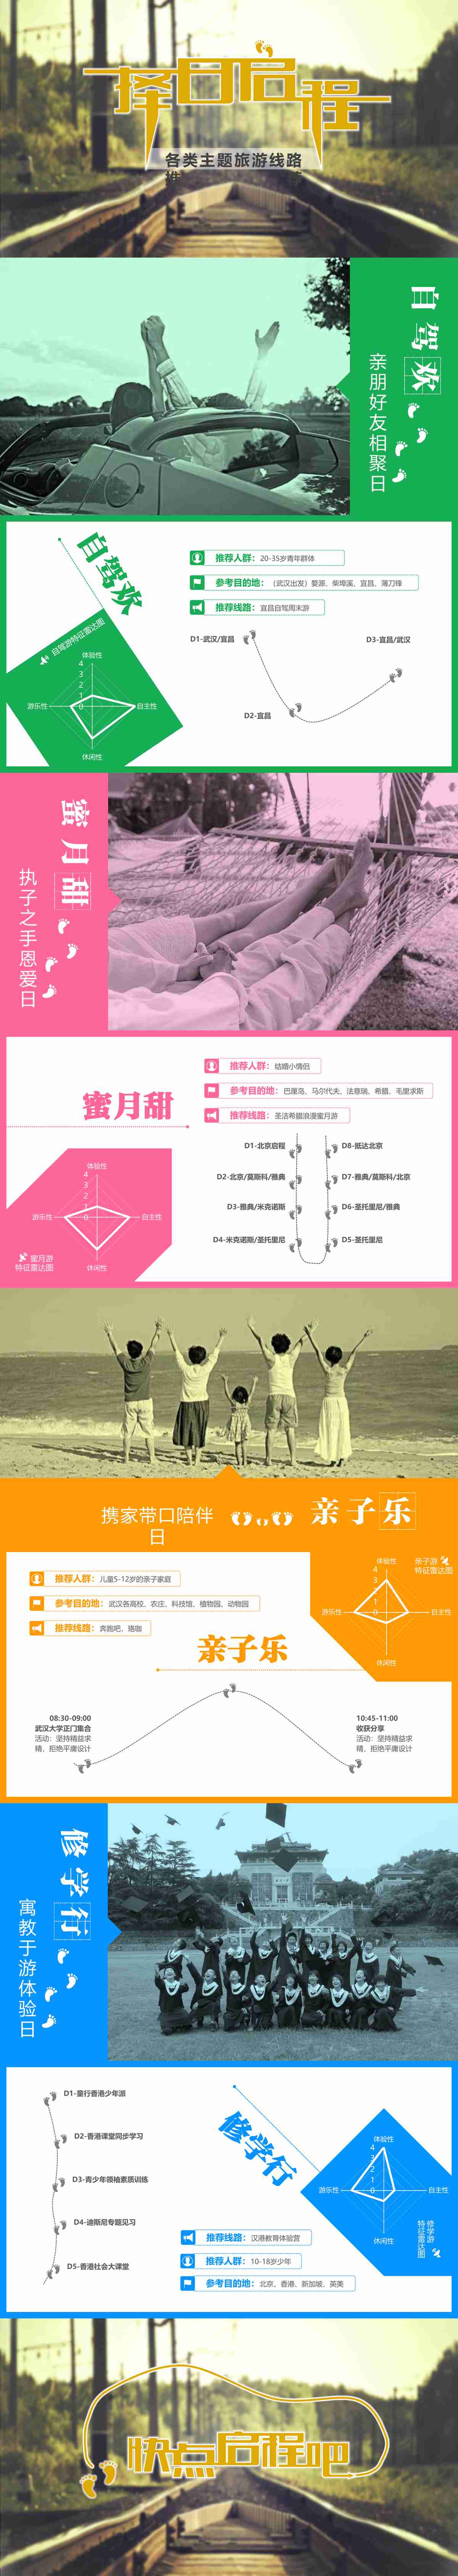 择日启程
各类主题旅游线路
推 荐
自驾欢
亲朋好友相聚日
自驾欢
自驾游特征雷达图
体验性
4
3
2
1
0
游乐性
自主性
休闲性
推荐人群：20-35岁青年群体
参考目的地：（武汉出发）婺源、柴埠溪、宜昌、薄刀锋
推荐线路：宜昌自驾周末游
D1-武汉/宜昌
D3-宜昌/武汉
D2-宜昌
蜜月甜
执子之手恩爱日
蜜月甜
推荐人群：结婚小情侣
参考目的地：巴厘岛、马尔代夫、法意瑞、希腊、毛里求斯
推荐线路：圣洁希腊浪漫蜜月游
体验性
4
3
2
1
0
游乐性
自主性
休闲性
蜜月游
特征雷达图
D1-北京启程
D8-抵达北京
D2-北京/莫斯科/雅典
D7-雅典/莫斯科/北京
D3-雅典/米克诺斯
D6-圣托里尼/雅典
D4-米克诺斯/圣托里尼
D5-圣托里尼
携家带口陪伴
日
亲子乐
推荐人群：儿童5-12岁的亲子家庭
参考目的地：武汉各高校、农庄、科技馆、植物园、动物园
推荐线路：奔跑吧，珞珈
亲子乐
体验性
4
3
2
1
0
游乐性
自主性
休闲性
亲子游
特征雷达图
08:30-09:00
武汉大学正门集合
活动：坚持精益求
精，拒绝平庸设计
10:45-11:00
收获分享
活动：坚持精益求
精，拒绝平庸设计
修学行
寓教于游体验日
D1-童行香港少年派
D2-香港课堂同步学习
D3-青少年领袖素质训练
D4-迪斯尼专题见习
D5-香港社会大课堂
修学行
体验性
4
3
2
1
0
游乐性
自主性
休闲性
修学游
特征雷达图
推荐线路：汉港教育体验营
推荐人群：10-18岁少年
参考目的地：北京、香港、新加坡、英美
快点启程吧